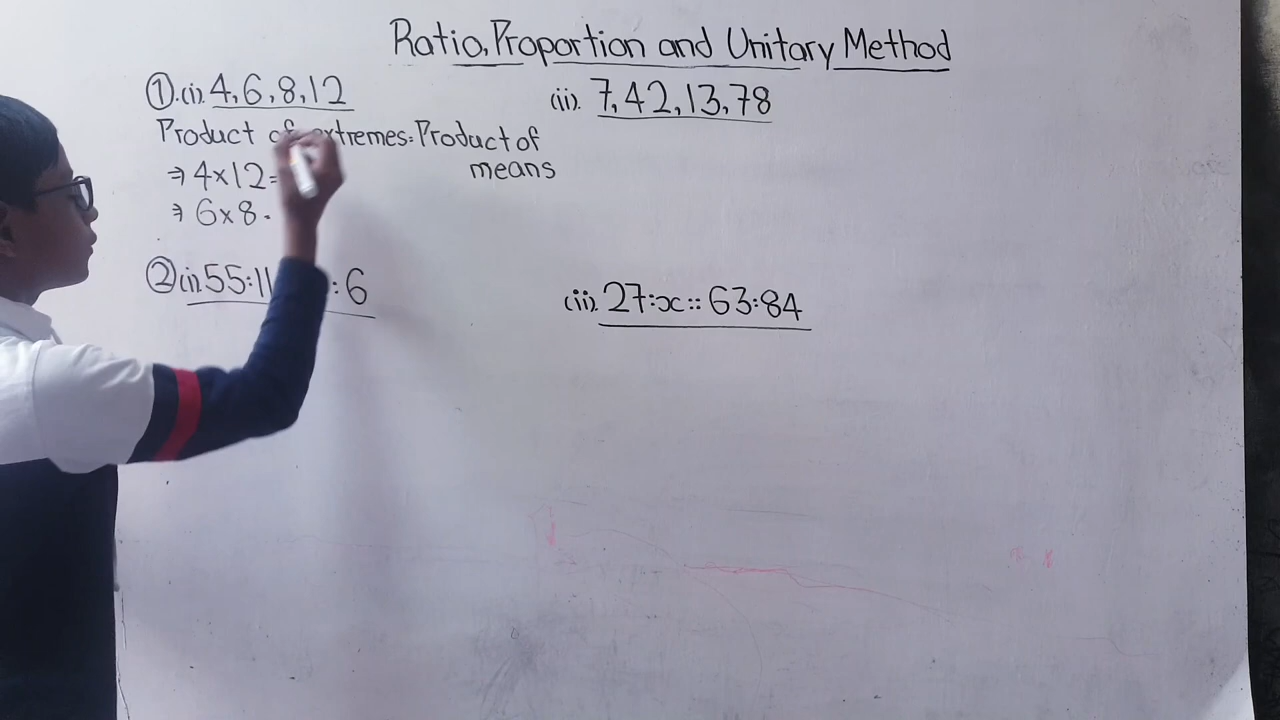 Ratio, Proportion and Unitary Method
①.(i). 4,6,8,12
Product of extremes=Product of
means
⇒ 4×12=
⇒ 6×8
(ii). 7,42,13,78
②(i). 55:11 :6
(ii). 27:x::63:84